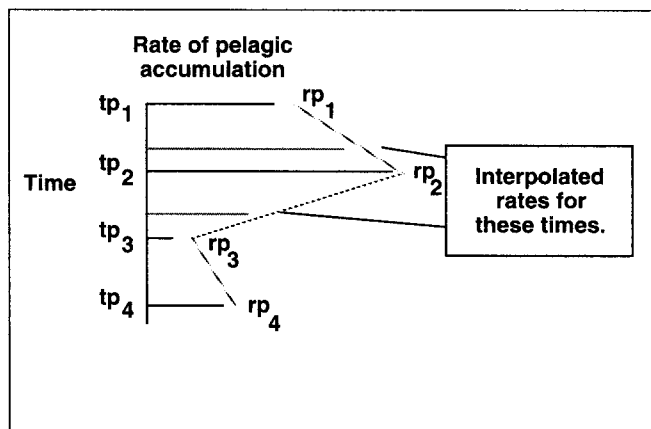 Rate of pelagic
accumulation
tp1
rp1
tp2
rp2
Time
Interpolated
rates for
these times.
tp3
rp3
tp4
rp4